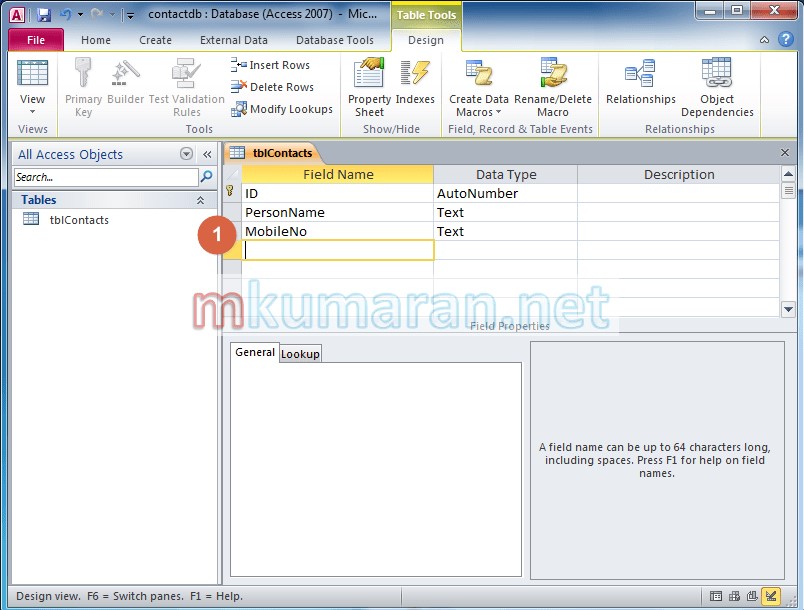 contactdb : Database (Access 2007) - Mic...
Table Tools
File
Home
Create
External Data
Database Tools
Design
View
Primary Key
Builder
Test Validation Rules
Insert Rows
Delete Rows
Modify Lookups
Property Sheet
Indexes
Create Data Macros
Rename/Delete Macro
Relationships
Object Dependencies
Views
Tools
Show/Hide
Field, Record & Table Events
Relationships
All Access Objects
Search...
Tables
tblContacts
tblContacts
Field Name Data Type Description
ID AutoNumber
PersonName Text
MobileNo Text
1
mkumaran.net
Field Properties
General
Lookup
A field name can be up to 64 characters long,
including spaces. Press F1 for help on field
names.
Design view. F6 = Switch panes. F1 = Help.